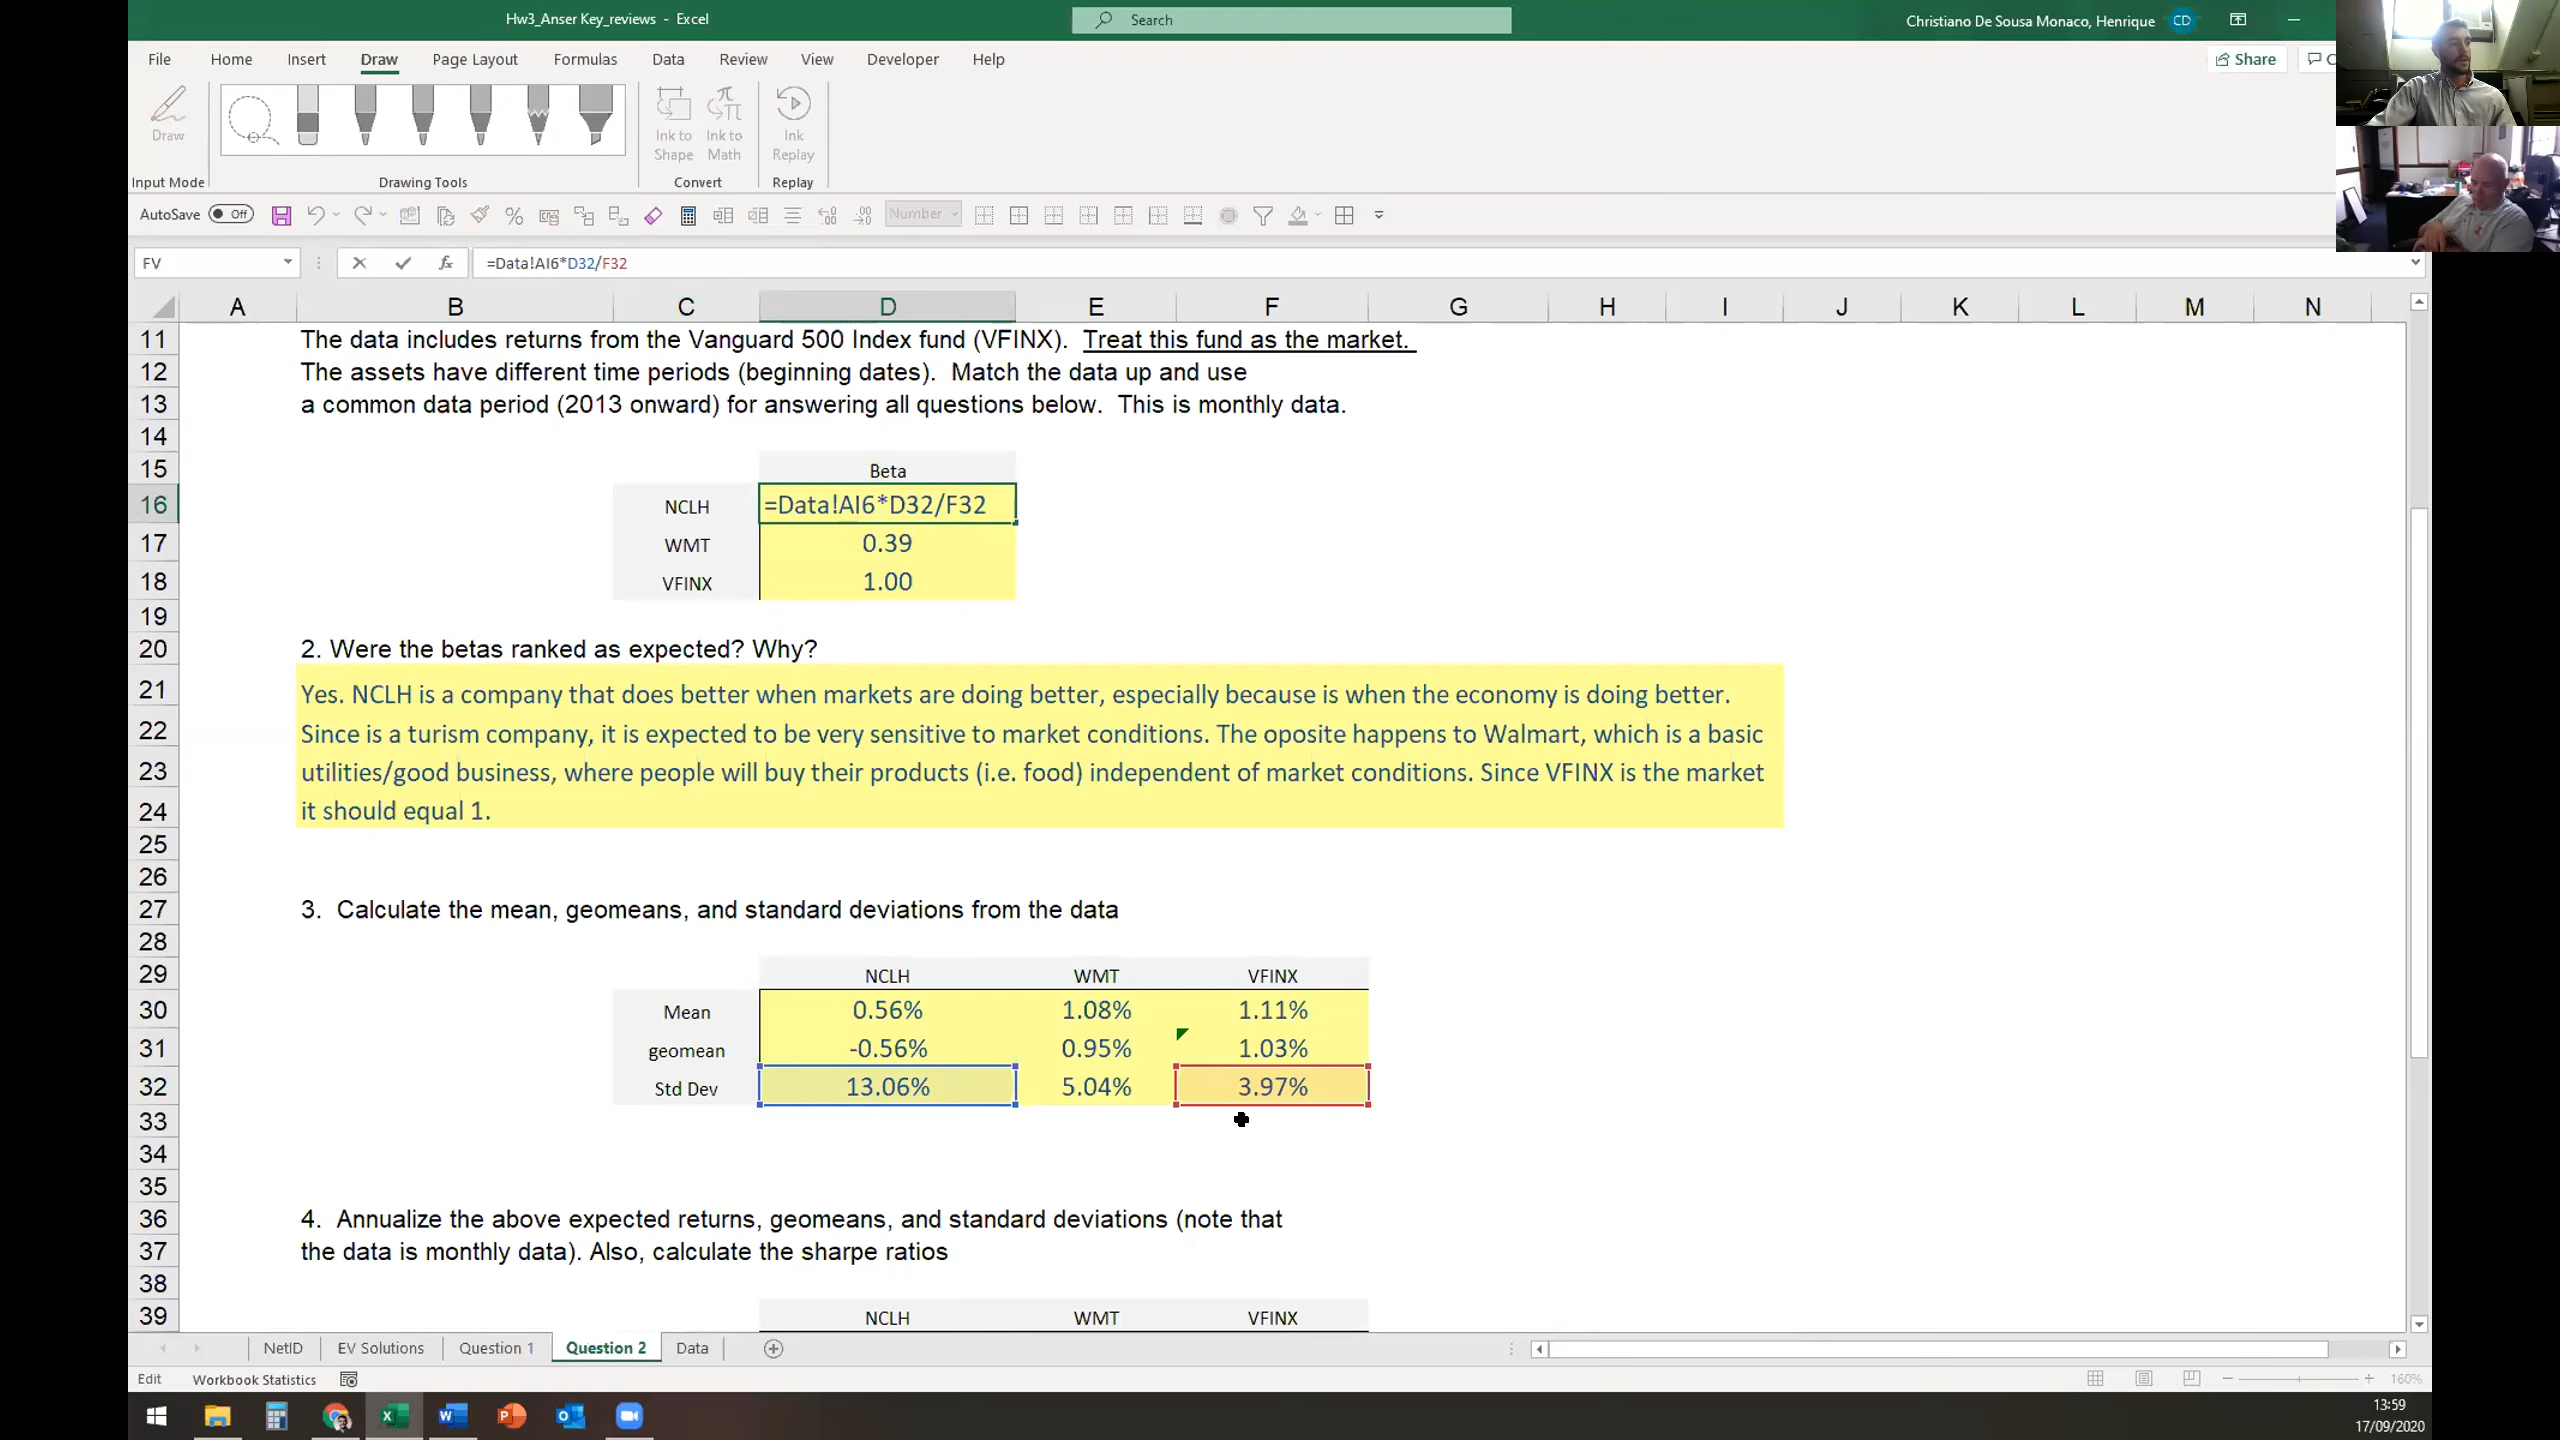 Hw3_Anser Key_reviews - Excel
Search
Christiano De Sousa Monaco, Henrique CD
File Home Insert Draw Page Layout Formulas Data Review View Developer Help
Share
Draw
Ink to Shape
Ink to Math
Ink Replay
Input Mode Drawing Tools Convert Replay
AutoSave Off
Number
FV
fx =Data!AI6*D32/F32
A B C D E F G H I J K L M N
11 The data includes returns from the Vanguard 500 Index fund (VFINX). Treat this fund as the market.
12 The assets have different time periods (beginning dates). Match the data up and use
13 a common data period (2013 onward) for answering all questions below. This is monthly data.
14
15 Beta
16 NCLH =Data!AI6*D32/F32
17 WMT 0.39
18 VFINX 1.00
19
20 2. Were the betas ranked as expected? Why?
21 Yes. NCLH is a company that does better when markets are doing better, especially because is when the economy is doing better.
22 Since is a turism company, it is expected to be very sensitive to market conditions. The oposite happens to Walmart, which is a basic
23 utilities/good business, where people will buy their products (i.e. food) independent of market conditions. Since VFINX is the market
24 it should equal 1.
25
26
27 3. Calculate the mean, geomeans, and standard deviations from the data
28
29 NCLH WMT VFINX
30 Mean 0.56% 1.08% 1.11%
31 geomean -0.56% 0.95% 1.03%
32 Std Dev 13.06% 5.04% 3.97%
33
34
35
36 4. Annualize the above expected returns, geomeans, and standard deviations (note that
37 the data is monthly data). Also, calculate the sharpe ratios
38
39 NCLH WMT VFINX
NetID EV Solutions Question 1 Question 2 Data
Edit Workbook Statistics 160%
13:59
17/09/2020